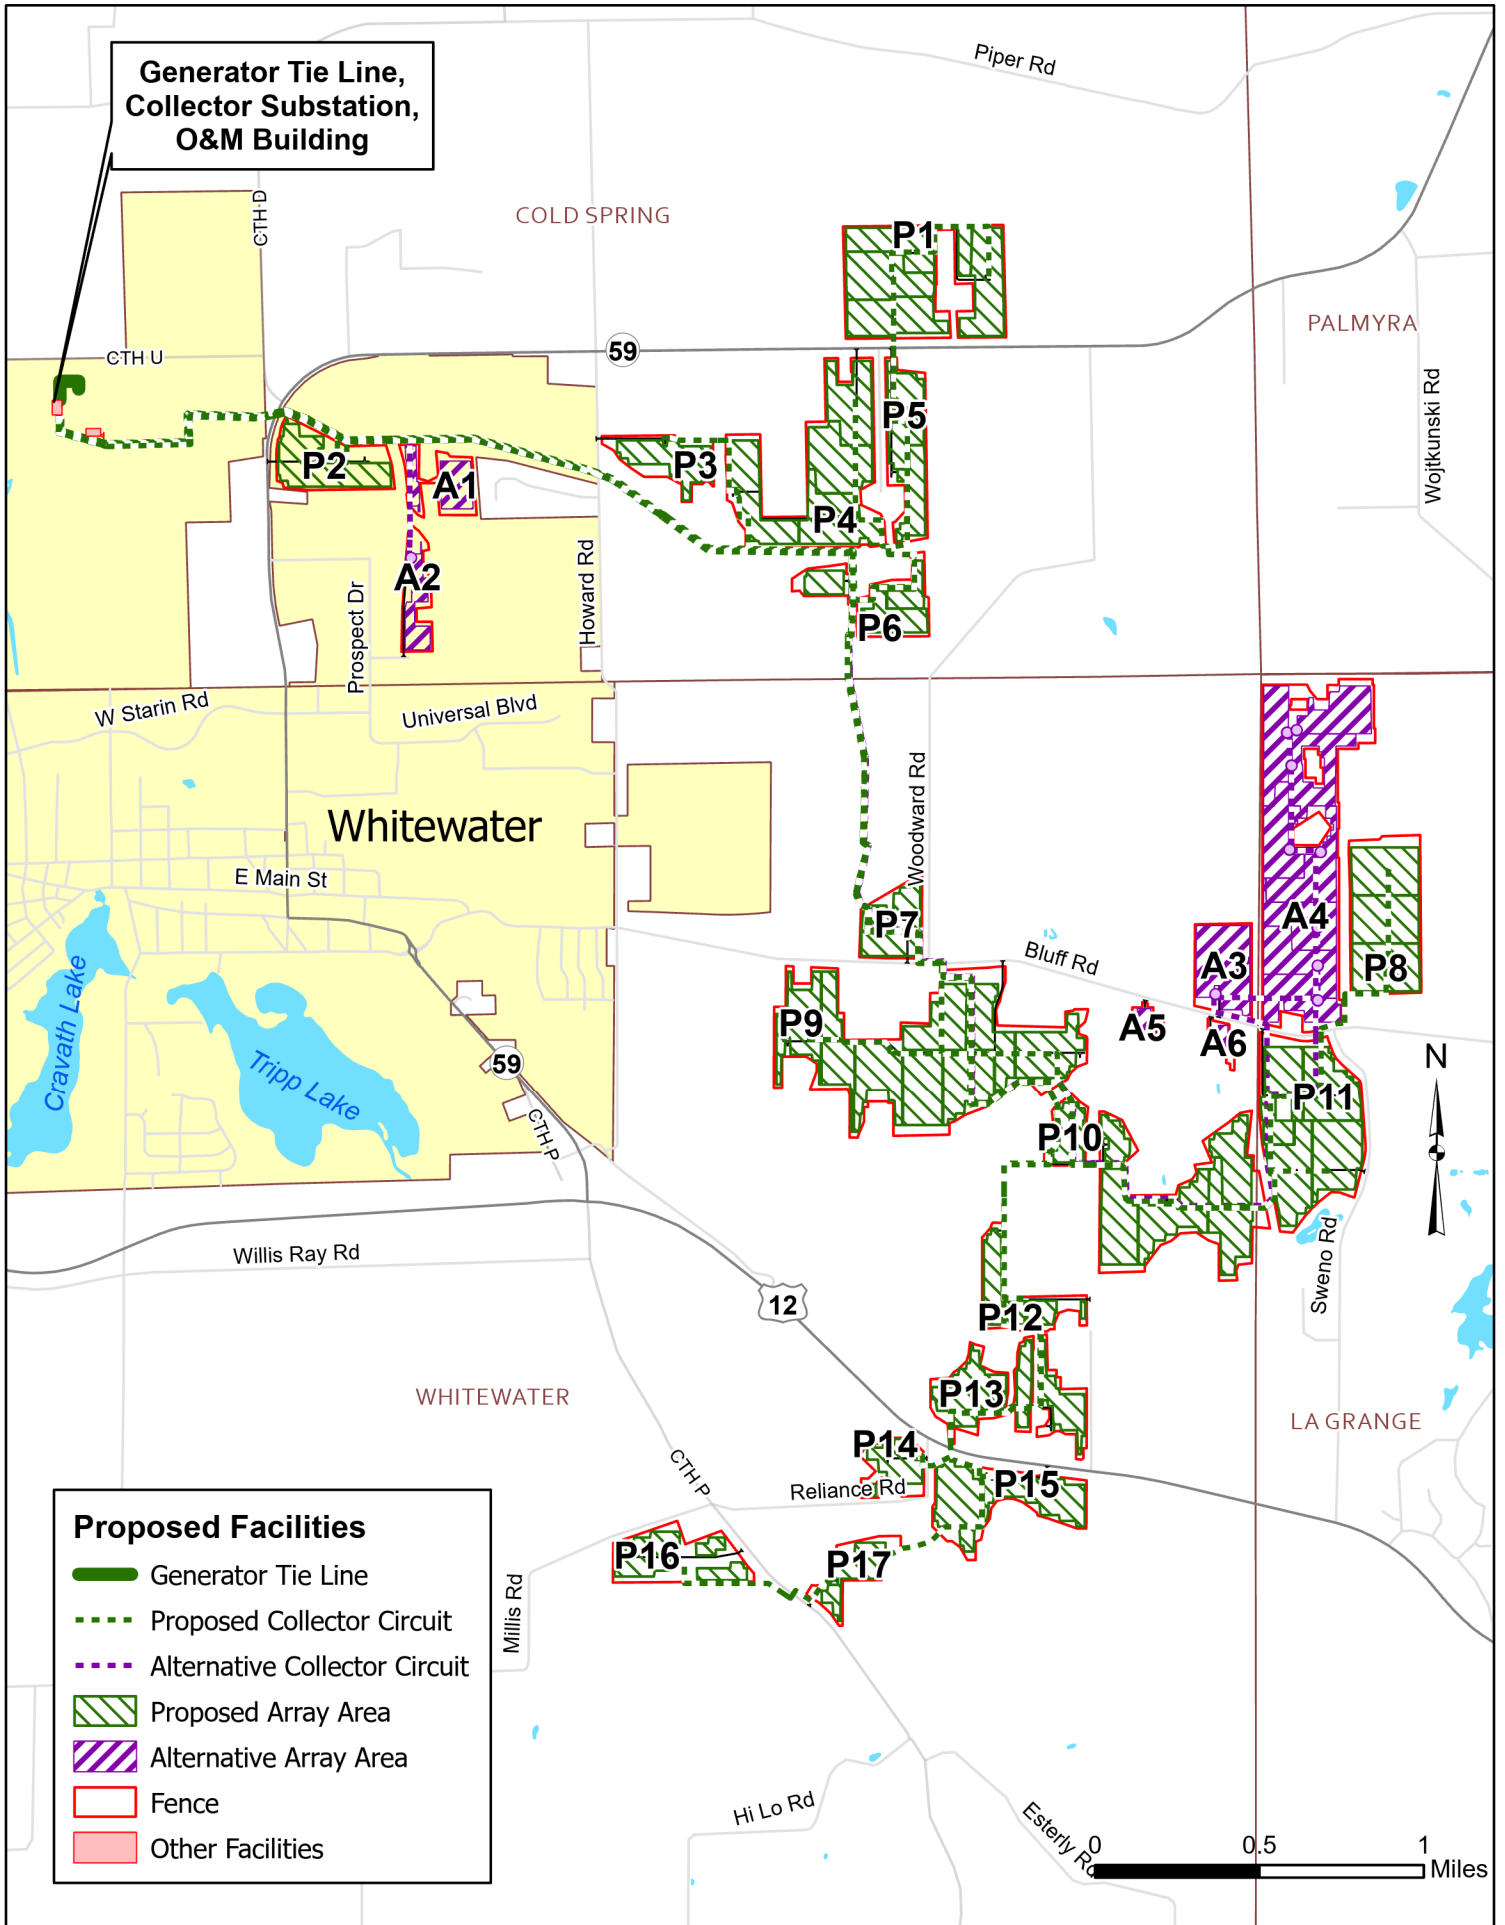 Piper Rd
Generator Tie Line,
Collector Substation,
O&M Building
CTH D
COLD SPRING
P1
PALMYRA
CTH U
59
Wojtkunski Rd
P5
P2
A1
P3
P4
A2
Howard Rd
Prospect Dr
P6
W Starin Rd
Universal Blvd
Woodward Rd
Whitewater
E Main St
P7
A4
Bluff Rd
A3
P8
Cravath Lake
P9
A5
A6
Tripp Lake
59
N
P11
CTH P
P10
Sweno Rd
Willis Ray Rd
12
P12
WHITEWATER
P13
LA GRANGE
P14
CTH P
Reliance Rd
P15
P16
P17
Millis Rd
Proposed Facilities
Generator Tie Line
Proposed Collector Circuit
Alternative Collector Circuit
Proposed Array Area
Alternative Array Area
Fence
Other Facilities
Hi Lo Rd
Esterly Rd
0 0.5 1
Miles